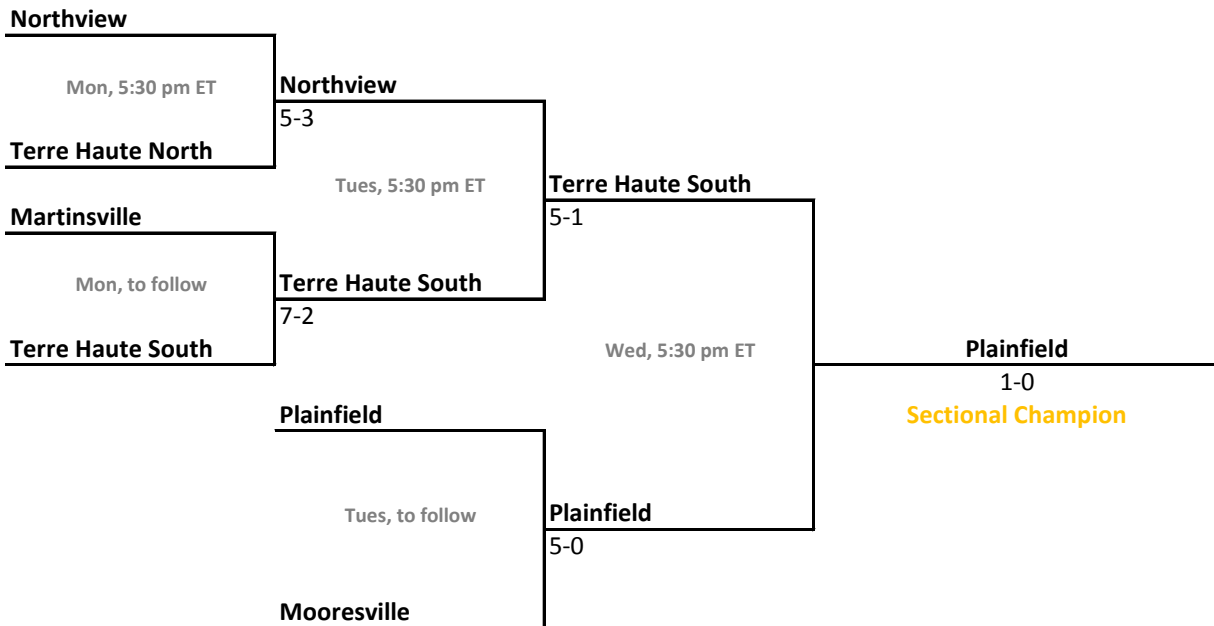 Northview
Mon, 5:30 pm ET
Northview
5-3
Terre Haute North
Tues, 5:30 pm ET
Terre Haute South
5-1
Martinsville
Mon, to follow
Terre Haute South
7-2
Terre Haute South
Wed, 5:30 pm ET
Plainfield
1-0
Sectional Champion
Plainfield
Tues, to follow
Plainfield
5-0
Mooresville